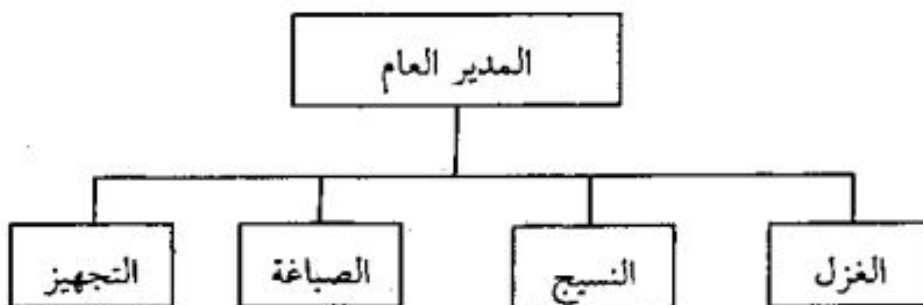 المدير العام
الغزل
النسيج
الصباغة
التجهيز